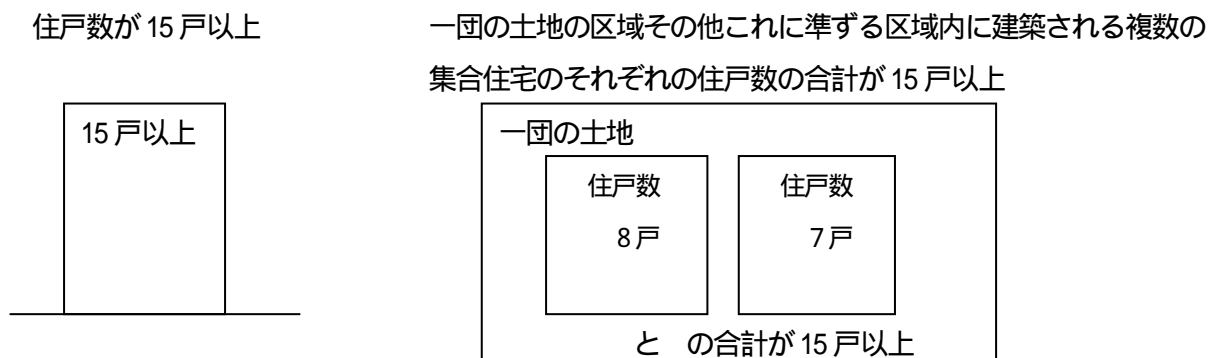 住戸数が15戸以上
15戸以上
一団の土地の区域その他これに準ずる区域内に建築される複数の
集合住宅のそれぞれの住戸数の合計が15戸以上
一団の土地
住戸数
8戸
住戸数
7戸
と　の合計が15戸以上